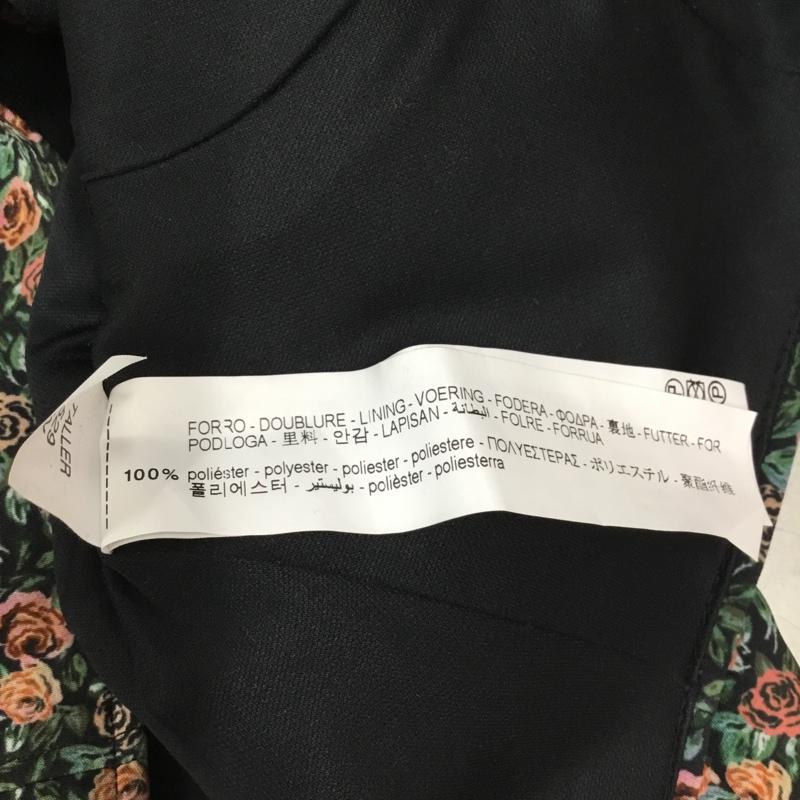 FORRO - DOUBLURE - LINING - VOERING - FODERA - ΦΟΔΡΑ - 裏地 - FUTTER - FOR
PODLOGA - 里料 - 안감 - LAPISAN - البطانة - FOLRE - FORRUA
100% poliéster - polyester - poliester - poliestere - ΠΟΛΥΕΣΤΕΡΑΣ - ポリエステル - 聚酯纤维
폴리에스터 - بوليستير - polièster - poliesterra
TALLER
629